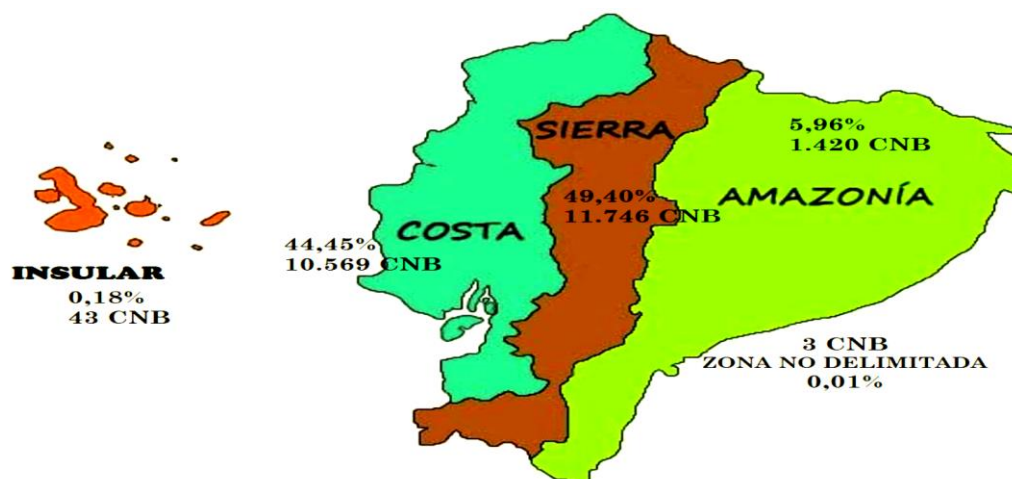 SIERRA
49,40%
11.746 CNB
5,96%
1.420 CNB
AMAZONÍA
COSTA
44,45%
10.569 CNB
INSULAR
0,18%
43 CNB
3 CNB
ZONA NO DELIMITADA
0,01%